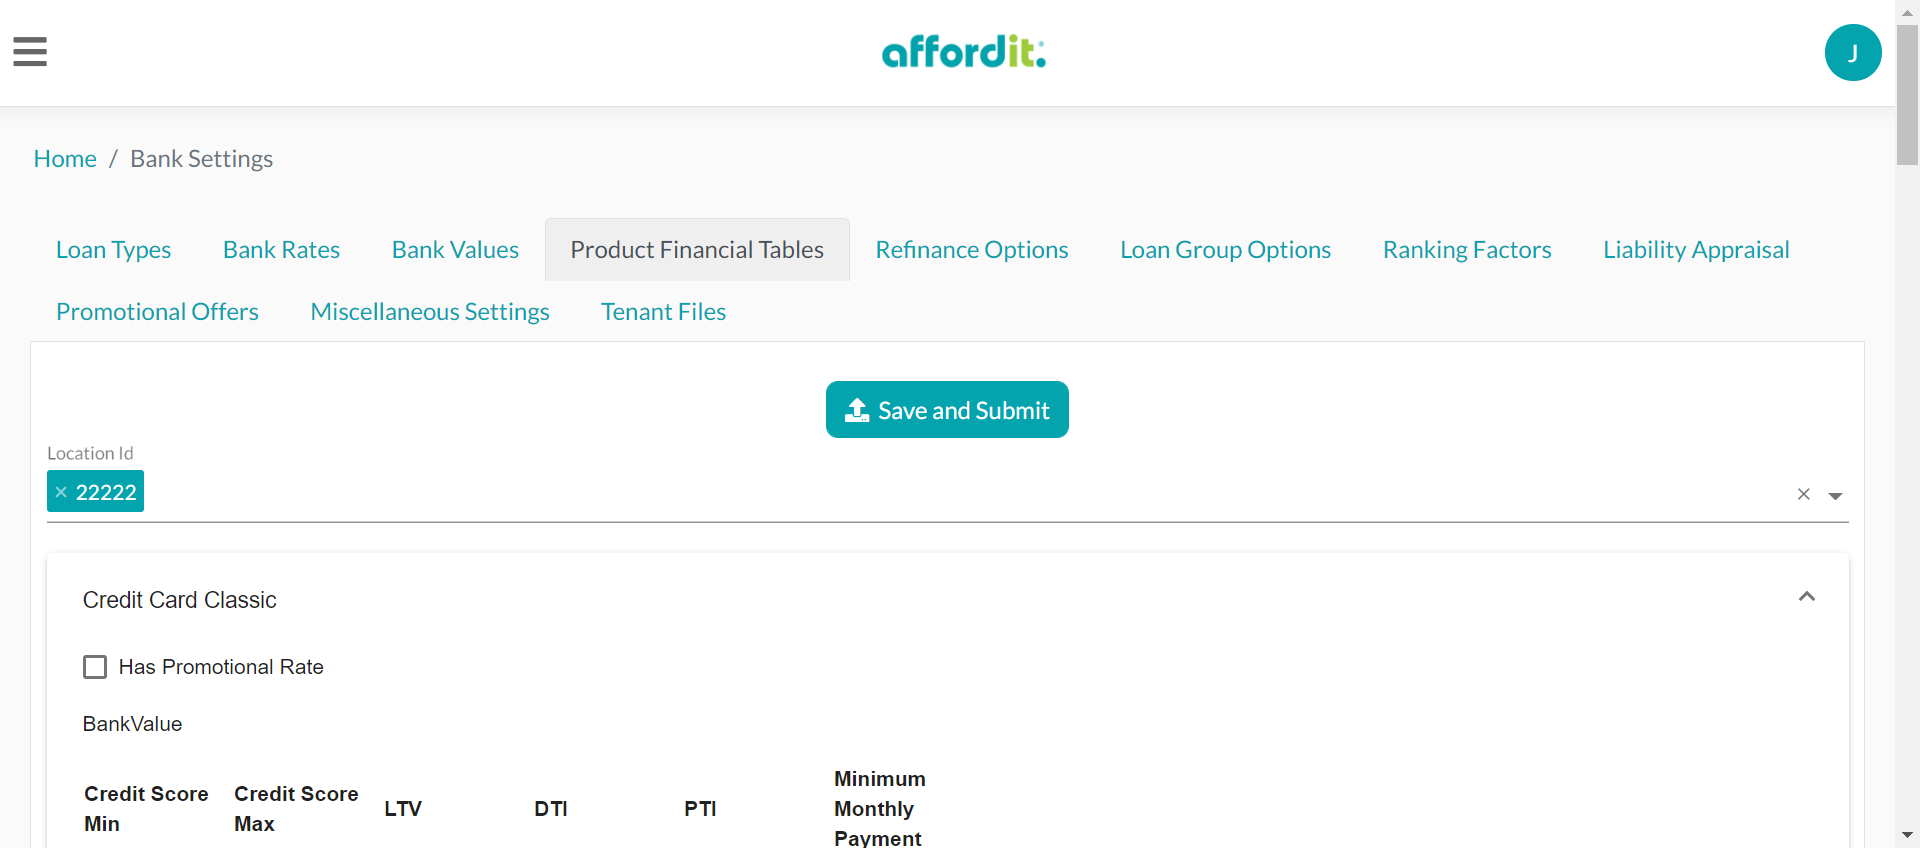 affordit:
J
Home / Bank Settings
Loan Types Bank Rates Bank Values Product Financial Tables Refinance Options Loan Group Options Ranking Factors Liability Appraisal
Promotional Offers Miscellaneous Settings Tenant Files
Save and Submit
Location Id
× 22222 ×
Credit Card Classic
Has Promotional Rate
BankValue
Credit Score Min
Credit Score Max
LTV
DTI
PTI
Minimum Monthly Payment